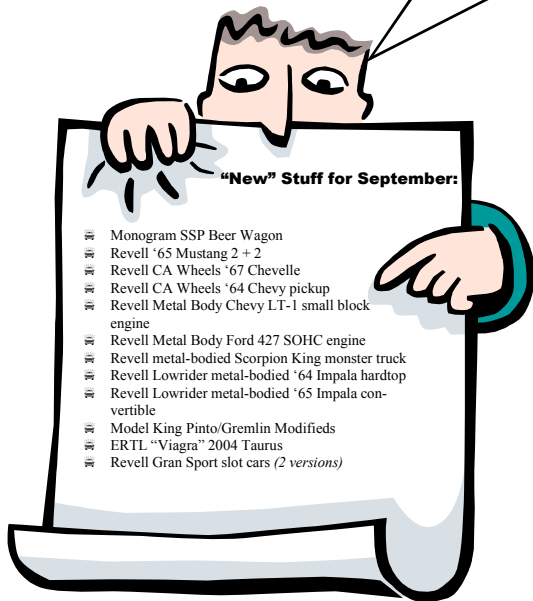 “New” Stuff for September:
Monogram SSP Beer Wagon
Revell ‘65 Mustang 2 + 2
Revell CA Wheels ‘67 Chevelle
Revell CA Wheels ‘64 Chevy pickup
Revell Metal Body Chevy LT-1 small block
engine
Revell Metal Body Ford 427 SOHC engine
Revell metal-bodied Scorpion King monster truck
Revell Lowrider metal-bodied ‘64 Impala hardtop
Revell Lowrider metal-bodied ‘65 Impala con-
vertible
Model King Pinto/Gremlin Modifieds
ERTL “Viagra” 2004 Taurus
Revell Gran Sport slot cars (2 versions)